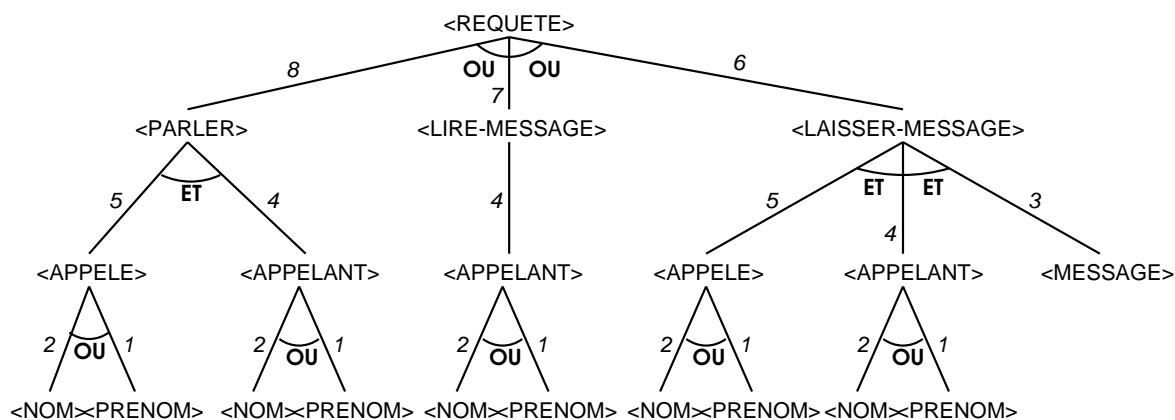 <REQUETE>
OU OU
8 7 6
<PARLER> <LIRE-MESSAGE> <LAISSER-MESSAGE>
ET ET ET
5 4 4 5 4 3
<APPELE> <APPELANT> <APPELANT> <APPELE> <APPELANT> <MESSAGE>
2 OU 1 2 OU 1 2 OU 1 2 OU 1 2 OU 1
<NOM><PRENOM> <NOM><PRENOM> <NOM><PRENOM> <NOM><PRENOM> <NOM><PRENOM>